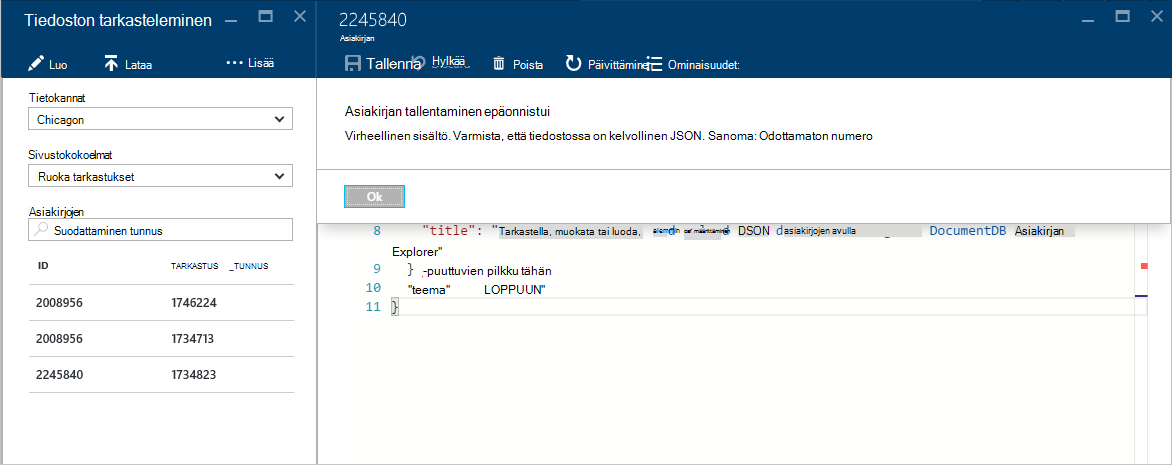 Tiedoston tarkasteleminen
Luo
Lataa
Lisää
Tietokannat
Chicagon
Sivustokokoelmat
Ruoka tarkastukset
Asiakirjojen
Suodattaminen tunnus
ID TARKASTUS _TUNNUS
2008956 1746224
2008956 1734713
2245840 1734823
2245840
Asiakirjan
Tallenna
Hylkää
Poista
Päivittäminen
Ominaisuudet:
Asiakirjan tallentaminen epäonnistui
Virheellinen sisältö. Varmista, että tiedostossa on kelvollinen JSON. Sanoma: Odottamaton numero
Ok
8 "title": "Tarkastella, muokata tai luoda, DSON dasiakirjojen avulla DocumentDB Asiakirjan
Explorer"
9 } -puuttuvien pilkku tähän
10 "teema" LOPPUUN"
11 }